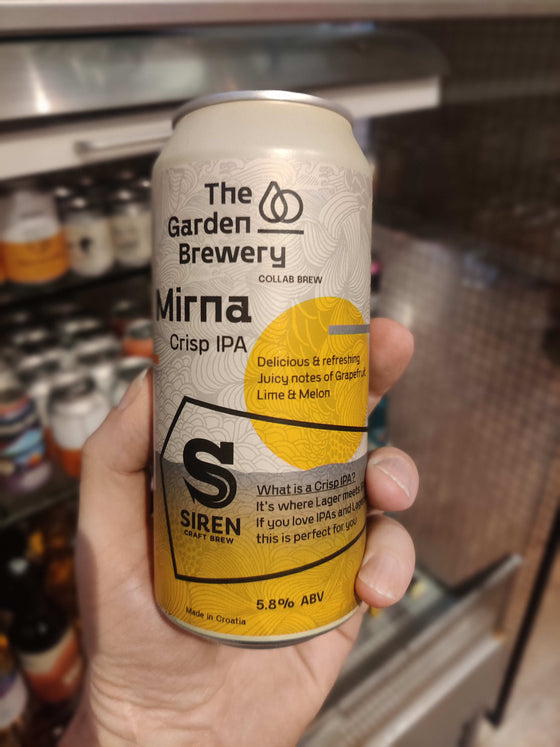 The
Garden
Brewery
COLLAB BREW
Mirna
Crisp IPA
Delicious & refreshing
Juicy notes of Grapefruit
Lime & Melon
S
SIREN
CRAFT BREW
What is a Crisp IPA?
It's where Lager meets
If you love IPAs and
this is perfect for you
5.8% ABV
Made in Croatia